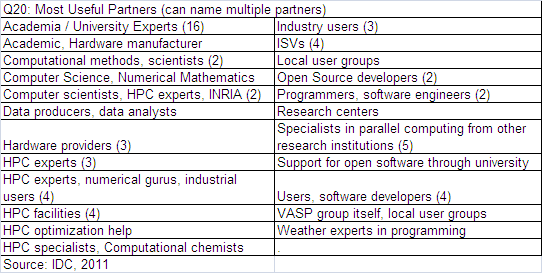 Q20: Most Useful Partners (can name multiple partners)
Academia / University Experts (16)
Industry users (3)
Academic, Hardware manufacturer
ISVs (4)
Computational methods, scientists (2)
Local user groups
Computer Science, Numerical Mathematics
Open Source developers (2)
Computer scientists, HPC experts, INRIA (2)
Programmers, software engineers (2)
Data producers, data analysts
Research centers
Hardware providers (3)
Specialists in parallel computing from other
research institutions (5)
HPC experts (3)
Support for open software through university
HPC experts, numerical gurus, industrial
users (4)
Users, software developers (4)
HPC facilities (4)
VASP group itself, local user groups
HPC optimization help
Weather experts in programming
HPC specialists, Computational chemists
.
Source: IDC, 2011